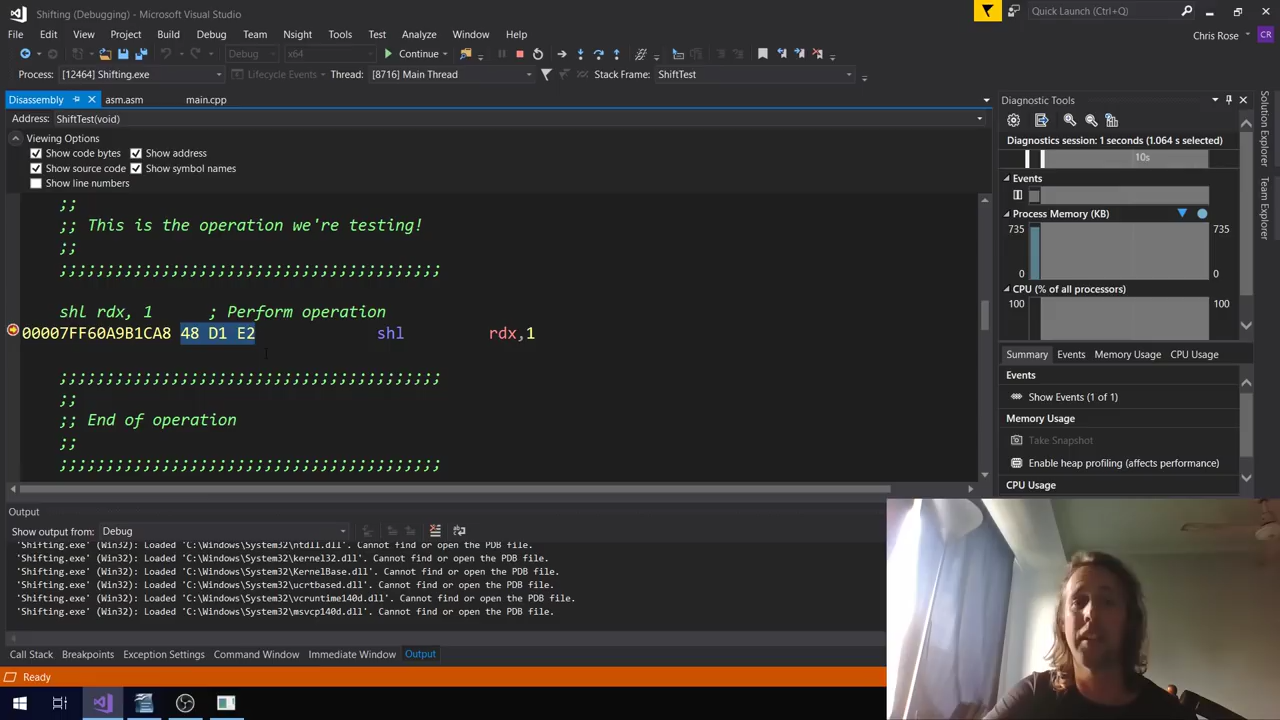 Shifting (Debugging) - Microsoft Visual Studio
Quick Launch (Ctrl+Q)
File Edit View Project Build Debug Team Nsight Tools Test Analyze Window Help
Chris Rose CR
Debug x64 Continue
Process: [12464] Shifting.exe Lifecycle Events Thread: [8716] Main Thread Stack Frame: ShiftTest
Disassembly asm.asm main.cpp
Address: ShiftTest(void)
Viewing Options
Show code bytes Show address
Show source code Show symbol names
Show line numbers
;;
;; This is the operation we're testing!
;;
;;;;;;;;;;;;;;;;;;;;;;;;;;;;;;;;;;;;;;;;;
shl rdx, 1 ; Perform operation
00007FF60A9B1CA8 48 D1 E2 shl rdx,1
;;;;;;;;;;;;;;;;;;;;;;;;;;;;;;;;;;;;;;;;;
;;
;; End of operation
;;
;;;;;;;;;;;;;;;;;;;;;;;;;;;;;;;;;;;;;;;;;
Diagnostic Tools
Diagnostics session: 1 seconds (1.064 s selected)
10s
Events
Process Memory (KB)
735 735
0 0
CPU (% of all processors)
100 100
Summary Events Memory Usage CPU Usage
Events
Show Events (1 of 1)
Memory Usage
Take Snapshot
Enable heap profiling (affects performance)
CPU Usage
Solution Explorer
Team Explorer
Output
Show output from: Debug
'Shifting.exe' (Win32): Loaded 'C:\Windows\System32\ntdll.dll'. Cannot find or open the PDB file.
'Shifting.exe' (Win32): Loaded 'C:\Windows\System32\kernel32.dll'. Cannot find or open the PDB file.
'Shifting.exe' (Win32): Loaded 'C:\Windows\System32\KernelBase.dll'. Cannot find or open the PDB file.
'Shifting.exe' (Win32): Loaded 'C:\Windows\System32\ucrtbased.dll'. Cannot find or open the PDB file.
'Shifting.exe' (Win32): Loaded 'C:\Windows\System32\vcruntime140d.dll'. Cannot find or open the PDB file.
'Shifting.exe' (Win32): Loaded 'C:\Windows\System32\msvcp140d.dll'. Cannot find or open the PDB file.
Call Stack Breakpoints Exception Settings Command Window Immediate Window Output
Ready